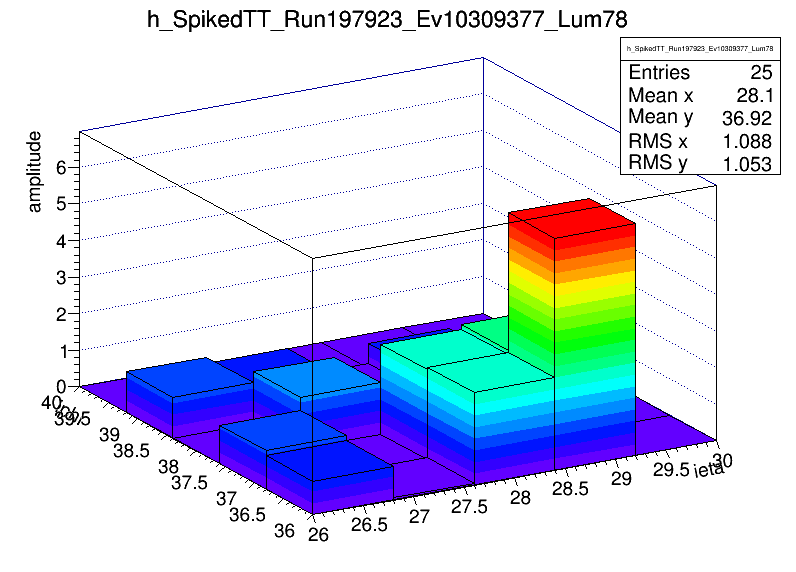 h_SpikedTT_Run197923_Ev10309377_Lum78
h_SpikedTT_Run197923_Ev10309377_Lum78
Entries 25
Mean x 28.1
Mean y 36.92
RMS x 1.088
RMS y 1.053
amplitude
6
5
4
3
2
1
0
40
39.5
39
38.5
38
37.5
37
36.5
36
26
26.5
27
27.5
28
28.5
29
29.5
30
ieta